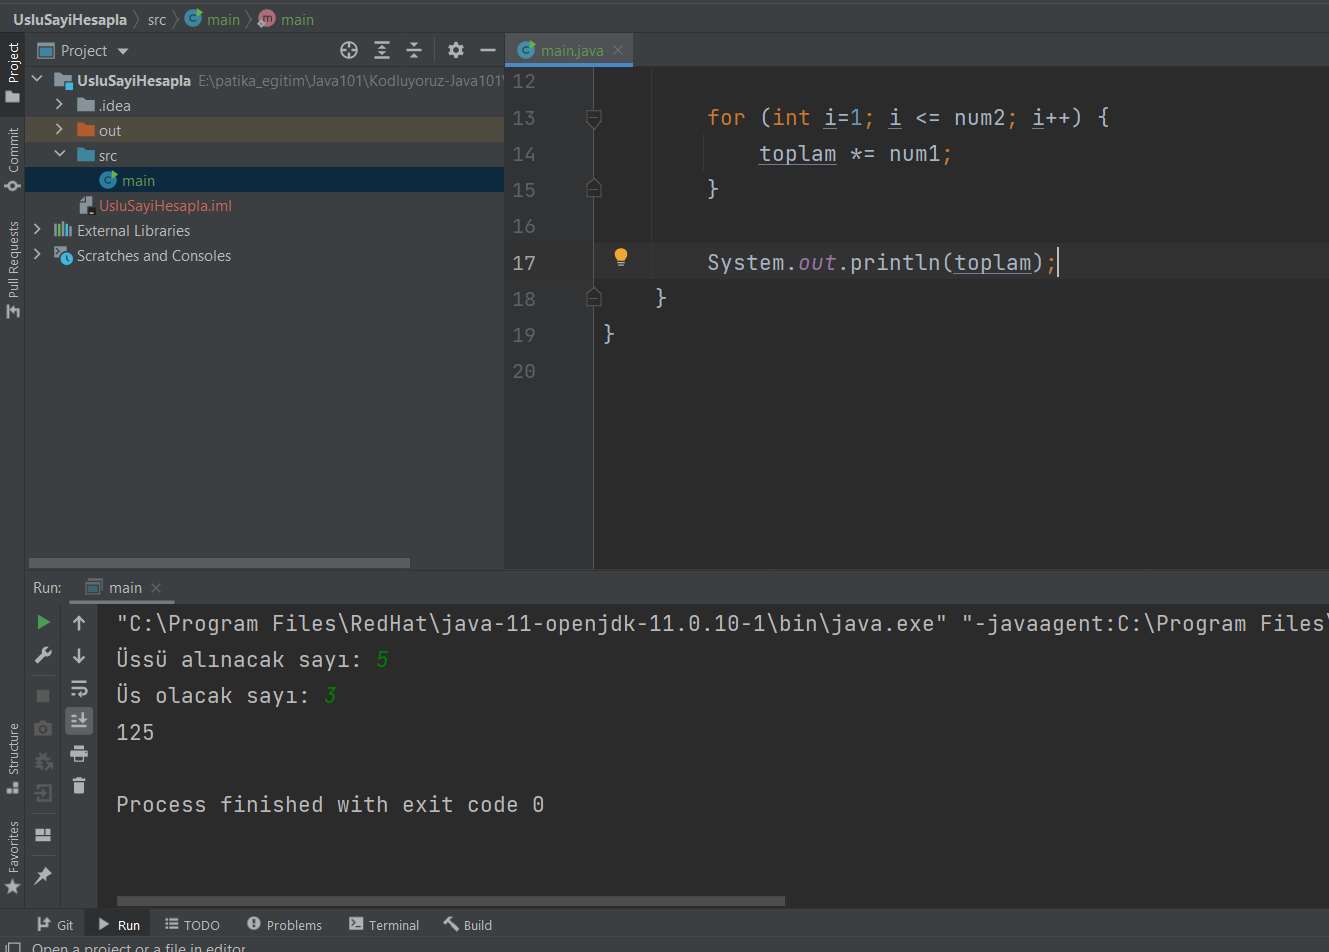 UsluSayiHesapla src main main
Project
Project
main.java
UsluSayiHesapla E:\patika_egitim\Java101\Kodluyoruz-Java101\
.idea
out
src
main
UsluSayiHesapla.iml
External Libraries
Scratches and Consoles
Commit
Pull Requests
12
13 for (int i=1; i <= num2; i++) {
14 toplam *= num1;
15 }
16
17 System.out.println(toplam);
18 }
19 }
20
Run: main
"C:\Program Files\RedHat\java-11-openjdk-11.0.10-1\bin\java.exe" "-javaagent:C:\Program Files\
Üssü alınacak sayı: 5
Üs olacak sayı: 3
125
Process finished with exit code 0
Structure
Favorites
Git Run TODO Problems Terminal Build
Open a project or a file in editor